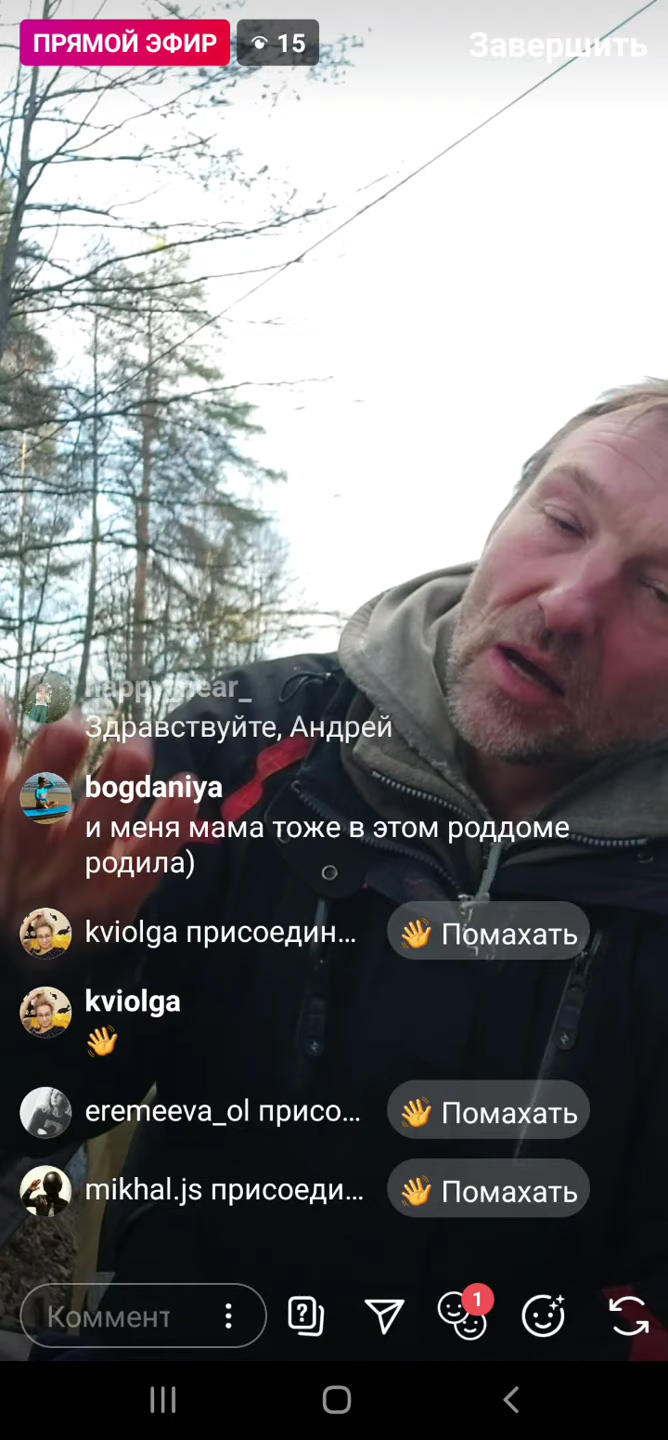 ПРЯМОЙ ЭФИР
15
Завершить
happy_near_
Здравствуйте, Андрей
bogdaniya
и меня мама тоже в этом роддоме
родила)
kviolga присоедин...
👋 Помахать
kviolga
👋
eremeeva_ol присо...
👋 Помахать
mikhal.js присоеди...
👋 Помахать
Коммент
1